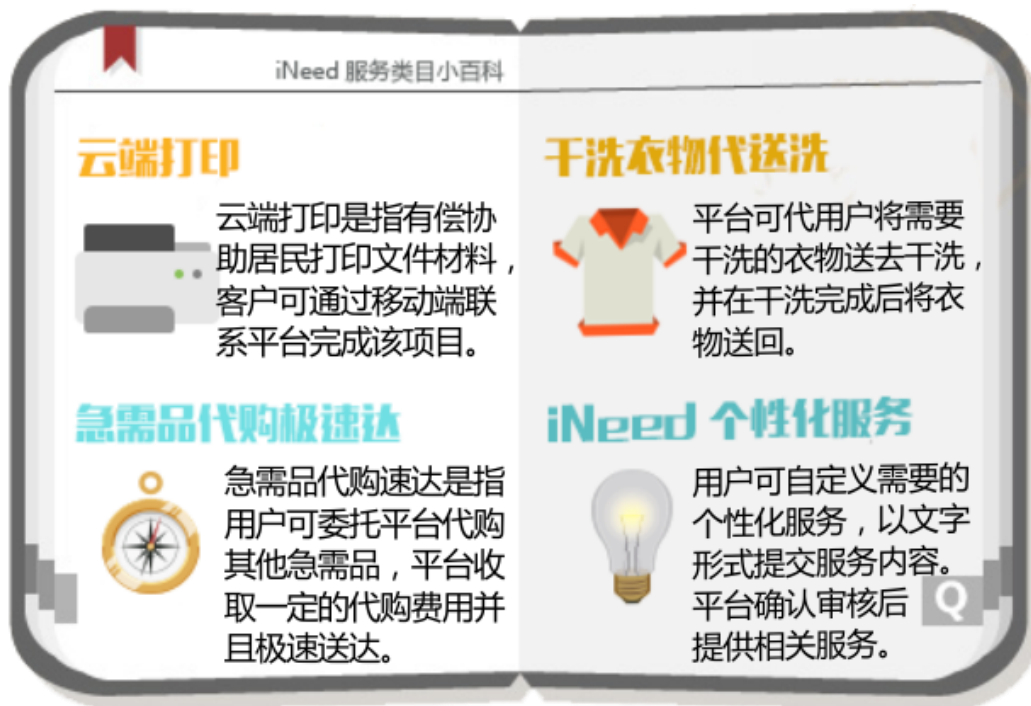 iNeed 服务类目小百科
云端打印
云端打印是指有偿协
助居民打印文件材料，
客户可通过移动端联
系平台完成该项目。
急需品代购极速达
急需品代购速达是指
用户可委托平台代购
其他急需品，平台收
取一定的代购费用并
且极速送达。
干洗衣物代送洗
平台可代用户将需要
干洗的衣物送去干洗，
并在干洗完成后将衣
物送回。
iNeed 个性化服务
用户可自定义需要的
个性化服务，以文字
形式提交服务内容。
平台确认审核后
提供相关服务。
Q